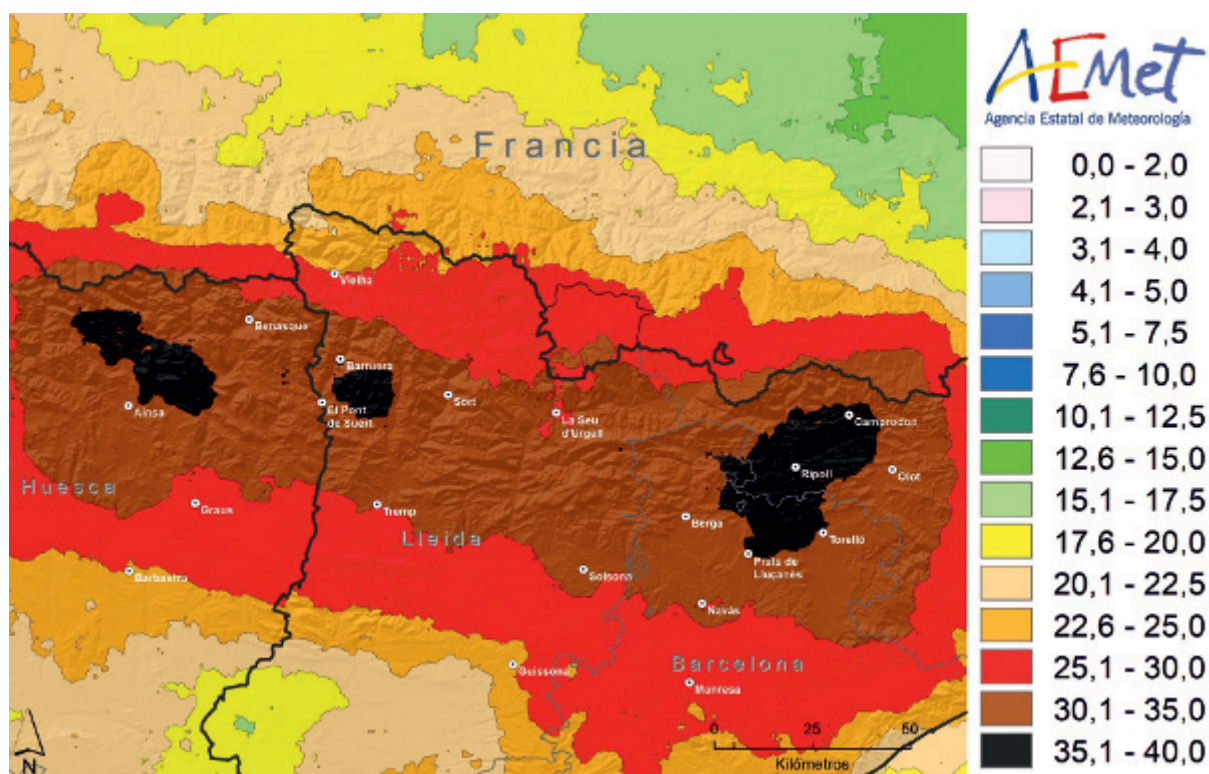 Francia
Vielha
Benasque
Barruera
Aínsa
El Pont
de Suert
Sort
La Seu
d'Urgell
Camprodon
Ripoll
Olot
Huesca
Graus
Tremp
Lleida
Berga
Torelló
Prats de
Lluçanès
Solsona
Barbastro
Navàs
Guissona
Barcelona
Manresa
0 25 50
Kilómetros
N
AEMet
Agencia Estatal de Meteorología
0,0 - 2,0
2,1 - 3,0
3,1 - 4,0
4,1 - 5,0
5,1 - 7,5
7,6 - 10,0
10,1 - 12,5
12,6 - 15,0
15,1 - 17,5
17,6 - 20,0
20,1 - 22,5
22,6 - 25,0
25,1 - 30,0
30,1 - 35,0
35,1 - 40,0